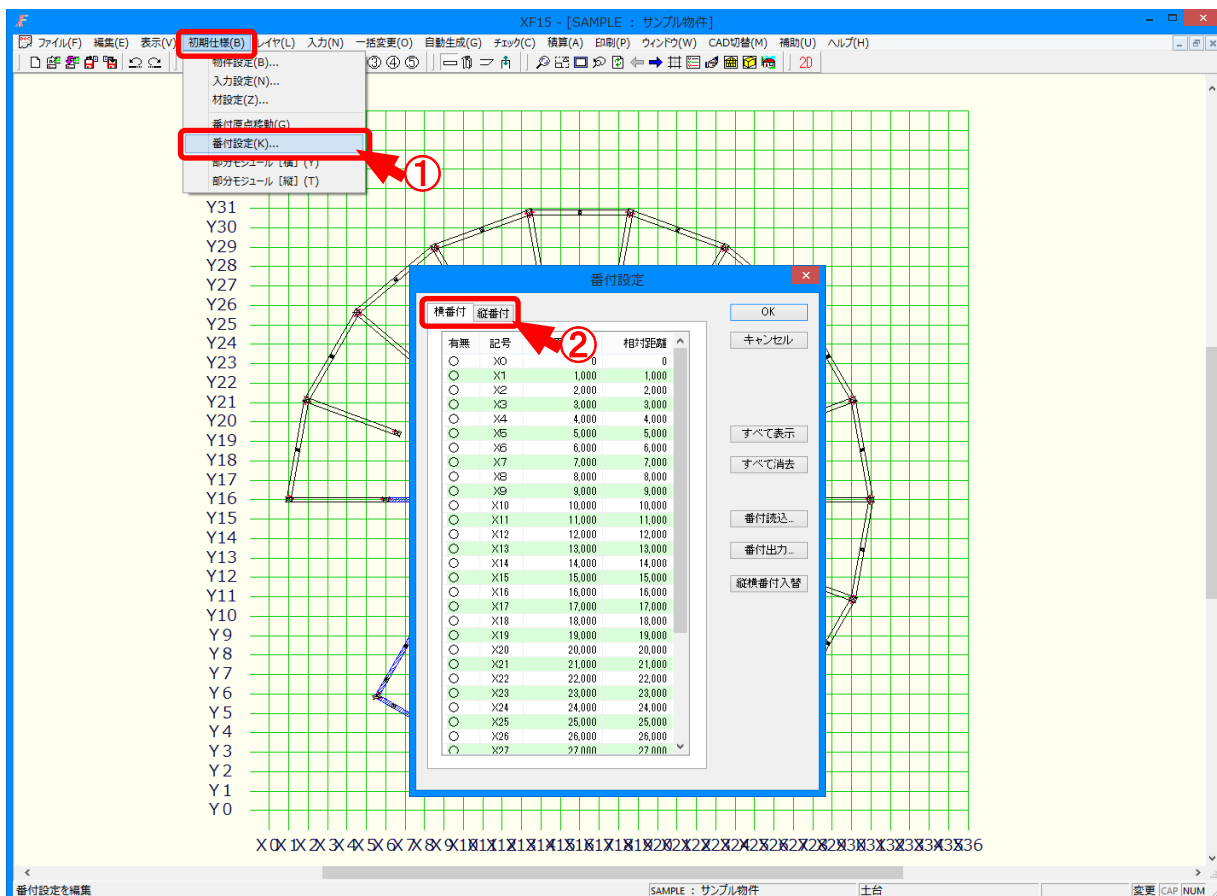 XF15 - [SAMPLE : サンプル物件]
ファイル(F) 編集(E) 表示(V) 初期仕様(B) レイヤ(L) 入力(N) 一括変更(O) 自動生成(G) チェック(C) 積算(A) 印刷(P) ウィンドウ(W) CAD切替(M) 補助(U) ヘルプ(H)
③ ④ ⑤ 2D
物件設定(B)...
入力設定(N)...
材設定(Z)...
番付原点移動(G)
番付設定(K)...
部分モジュール [横] (Y)
部分モジュール [縦] (T)
①
Y31
Y30
Y29
Y28
Y27
Y26
Y25
Y24
Y23
Y22
Y21
Y20
Y19
Y18
Y17
Y16
Y15
Y14
Y13
Y12
Y11
Y10
Y9
Y8
Y7
Y6
Y5
Y4
Y3
Y2
Y1
Y0
番付設定
横番付 縦番付
②
有無 記号 相対距離
○ X0 0 0
○ X1 1,000 1,000
○ X2 2,000 2,000
○ X3 3,000 3,000
○ X4 4,000 4,000
○ X5 5,000 5,000
○ X6 6,000 6,000
○ X7 7,000 7,000
○ X8 8,000 8,000
○ X9 9,000 9,000
○ X10 10,000 10,000
○ X11 11,000 11,000
○ X12 12,000 12,000
○ X13 13,000 13,000
○ X14 14,000 14,000
○ X15 15,000 15,000
○ X16 16,000 16,000
○ X17 17,000 17,000
○ X18 18,000 18,000
○ X19 19,000 19,000
○ X20 20,000 20,000
○ X21 21,000 21,000
○ X22 22,000 22,000
○ X23 23,000 23,000
○ X24 24,000 24,000
○ X25 25,000 25,000
○ X26 26,000 26,000
○ X27 27,000 27,000
OK
キャンセル
すべて表示
すべて消去
番付読込...
番付出力...
縦横番付入替
X0 X1 X2 X3 X4 X5 X6 X7 X8 X9
番付設定を編集 SAMPLE : サンプル物件 土台 変更 CAP NUM